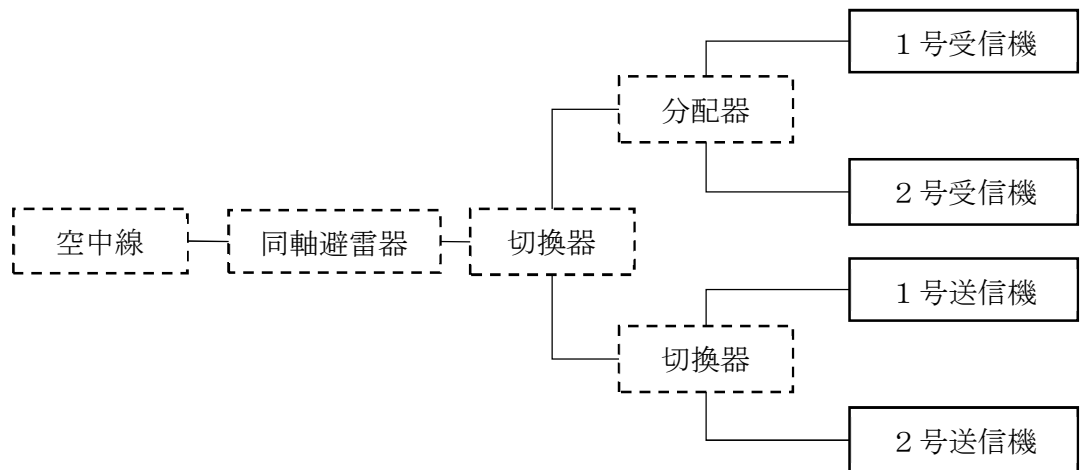 1号受信機
分配器
2号受信機
空中線
同軸避雷器
切換器
1号送信機
切換器
2号送信機